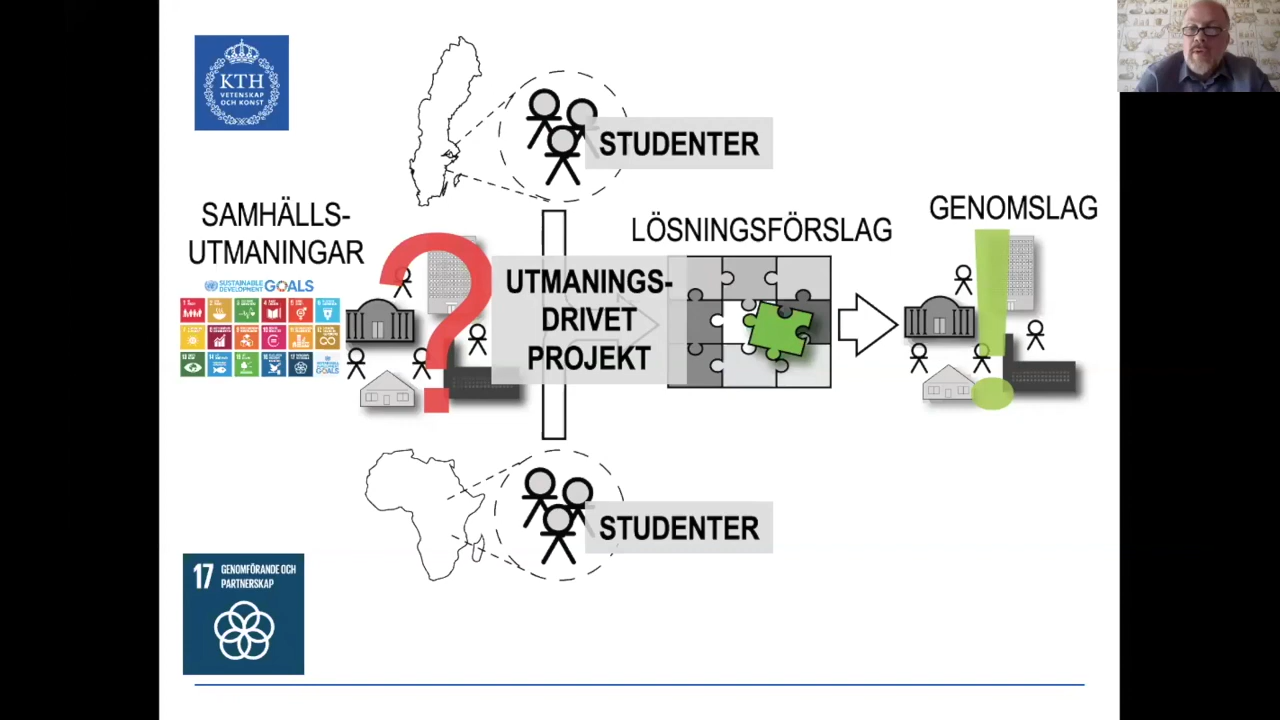 KTH
VETENSKAP
OCH KONST
STUDENTER
SAMHÄLLS-
UTMANINGAR
SUSTAINABLE
DEVELOPMENT
GOALS
UTMANINGS-
DRIVET
PROJEKT
LÖSNINGSFÖRSLAG
GENOMSLAG
STUDENTER
17 GENOMFÖRANDE OCH
PARTNERSKAP